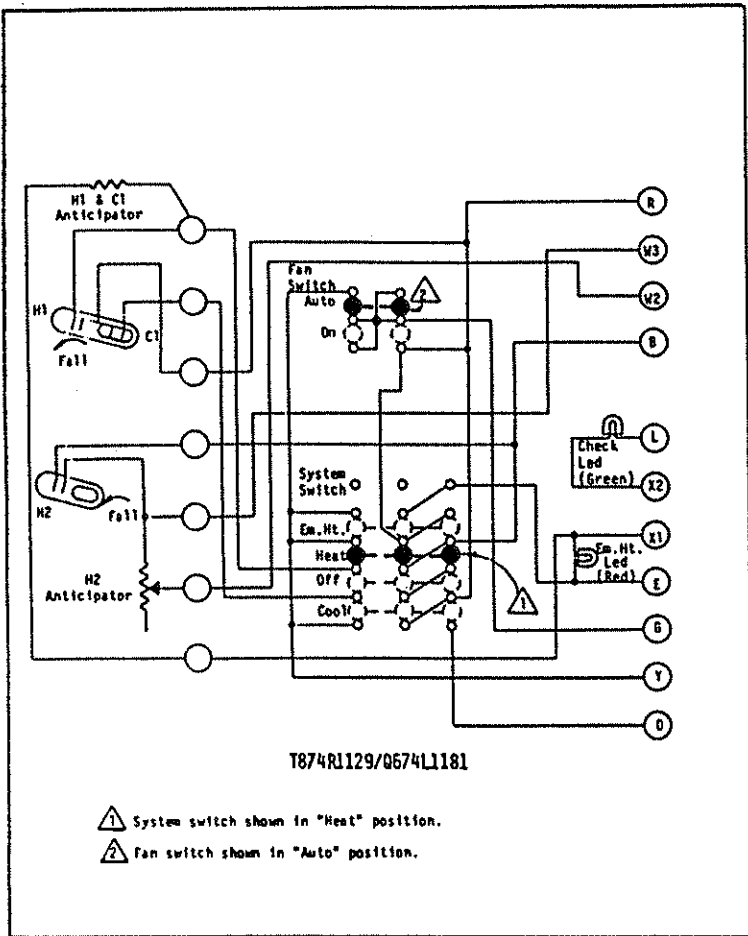 H1 & C1
Anticipator
R
W3
W2
B
Fan
Switch
Auto
2
On
H1
C1
Fall
L
Check
Led
(Green)
X2
System
Switch
H2
Fall
Em.Ht.
Heat
Off
Cool
1
X1
Em.Ht.
Led
(Red)
E
H2
Anticipator
G
Y
O
T874R1129/Q674L1181
1 System switch shown in "Heat" position.
2 Fan switch shown in "Auto" position.